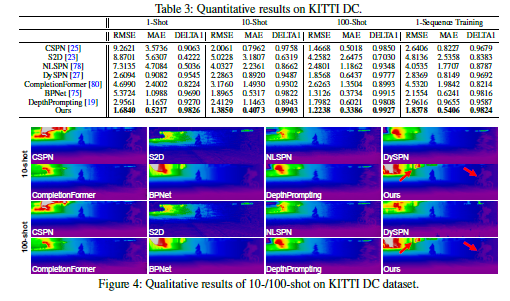 Table 3: Quantitative results on KITTI DC.
1-Shot 10-Shot 100-Shot 1-Sequence Training
RMSE MAE DELTA1 RMSE MAE DELTA1 RMSE MAE DELTA1 RMSE MAE DELTA1
CSPN [25] 9.2621 3.5736 0.9063 2.0061 0.7962 0.9758 1.4668 0.5018 0.9850 2.6406 0.8227 0.9679
S2D [23] 8.8701 5.6307 0.4222 5.0228 3.1807 0.6319 4.2582 2.6475 0.7030 4.8136 2.5358 0.8383
NLSPN [78] 7.3135 4.7084 0.5076 4.0327 2.2361 0.8662 2.4801 1.1862 0.9348 4.0535 1.7707 0.8787
DySPN [27] 2.6094 0.9082 0.9545 2.2863 0.8920 0.9487 1.8568 0.6437 0.9777 2.8369 0.8149 0.9692
CompletionFormer [80] 4.6990 2.4002 0.8224 3.1760 1.4930 0.9302 2.6263 1.3504 0.8993 4.5320 1.9842 0.8214
BPNet [75] 5.3724 1.0988 0.9690 1.8965 0.5317 0.9822 1.3126 0.3734 0.9915 2.1554 0.6241 0.9816
DepthPrompting [19] 2.9561 1.1657 0.9270 2.4129 1.1463 0.8943 1.7982 0.6021 0.9808 2.9616 0.9655 0.9587
Ours 1.6840 0.5217 0.9826 1.3850 0.4073 0.9903 1.2238 0.3386 0.9927 1.8378 0.5406 0.9824
10-shot
CSPN S2D NLSPN DySPN
CompletionFormer BPNet DepthPrompting Ours
100-shot
CSPN S2D NLSPN DySPN
CompletionFormer BPNet DepthPrompting Ours
Figure 4: Qualitative results of 10-/100-shot on KITTI DC dataset.